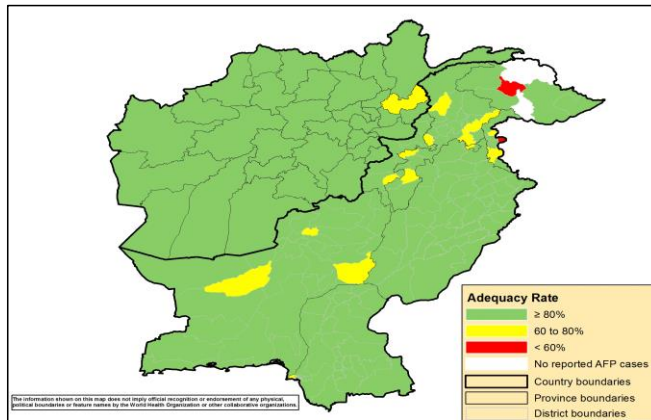 Adequacy Rate
≥ 80%
60 to 80%
< 60%
No reported AFP cases
Country boundaries
Province boundaries
District boundaries
The information shown on this map does not imply official recognition or endorsement of any physical,
political boundaries or feature names by the World Health Organization or other collaborative organizations.